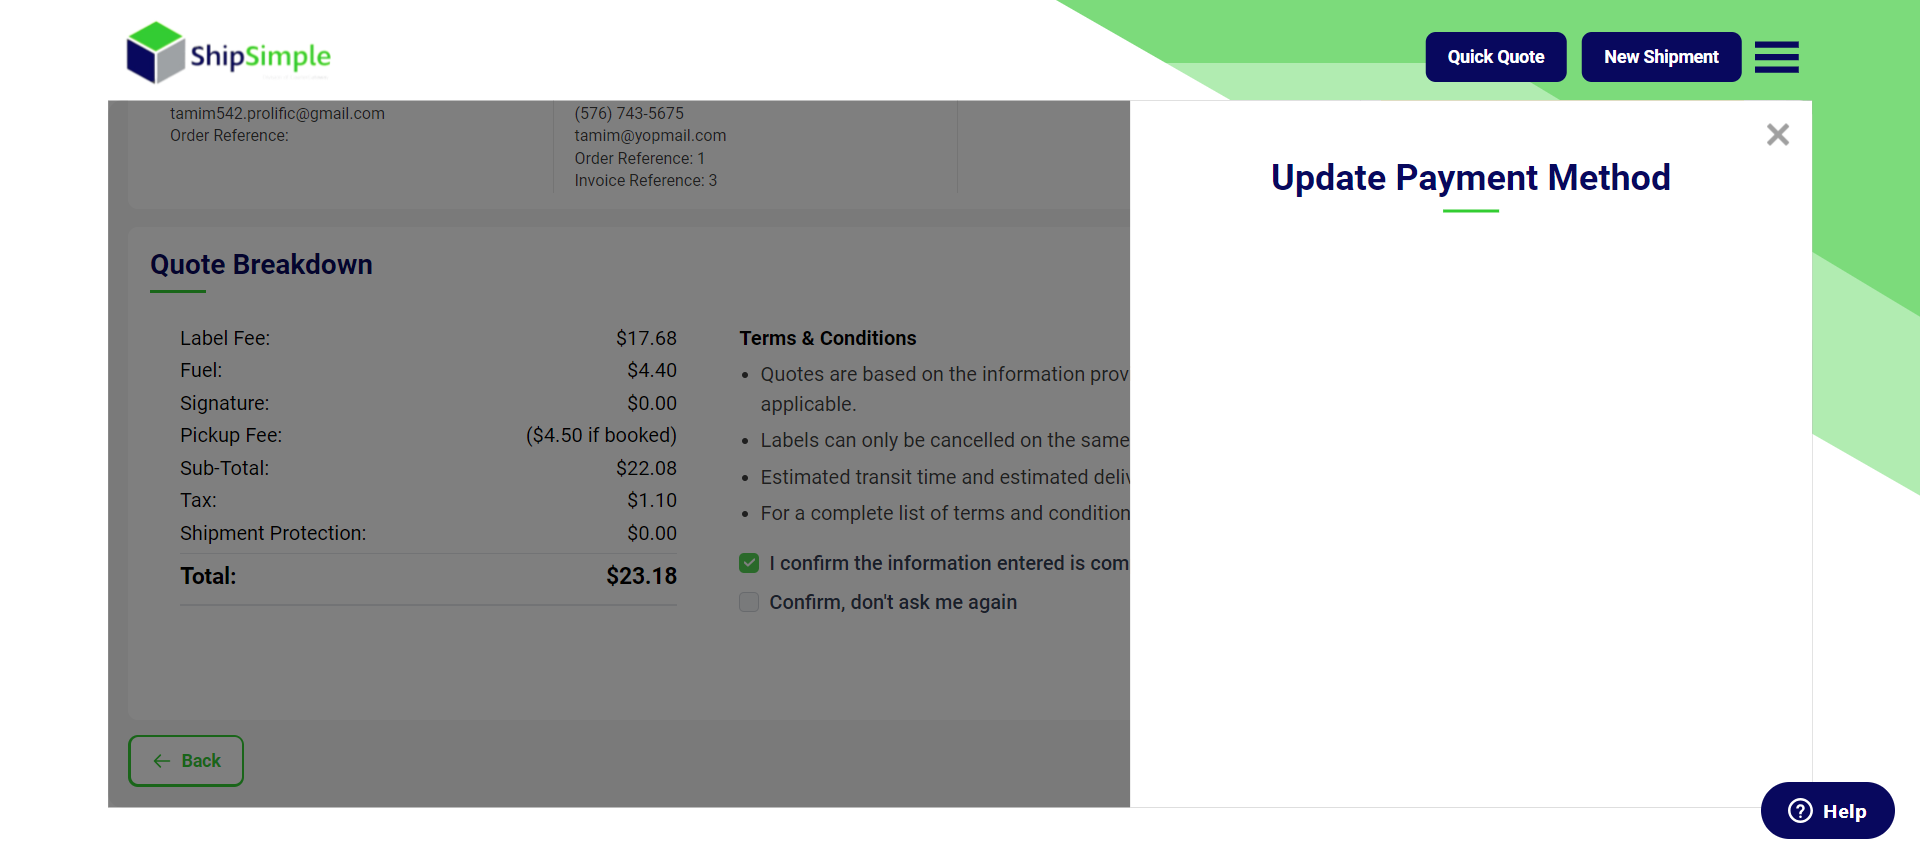 ShipSimple
Quick Quote
New Shipment
tamim542.prolific@gmail.com
Order Reference:
(576) 743-5675
tamim@yopmail.com
Order Reference: 1
Invoice Reference: 3
Update Payment Method
Quote Breakdown
Label Fee: $17.68
Fuel: $4.40
Signature: $0.00
Pickup Fee: ($4.50 if booked)
Sub-Total: $22.08
Tax: $1.10
Shipment Protection: $0.00
Total: $23.18
Terms & Conditions
• Quotes are based on the information prov
applicable.
• Labels can only be cancelled on the same
• Estimated transit time and estimated deliv
• For a complete list of terms and condition
I confirm the information entered is com
Confirm, don't ask me again
Back
Help